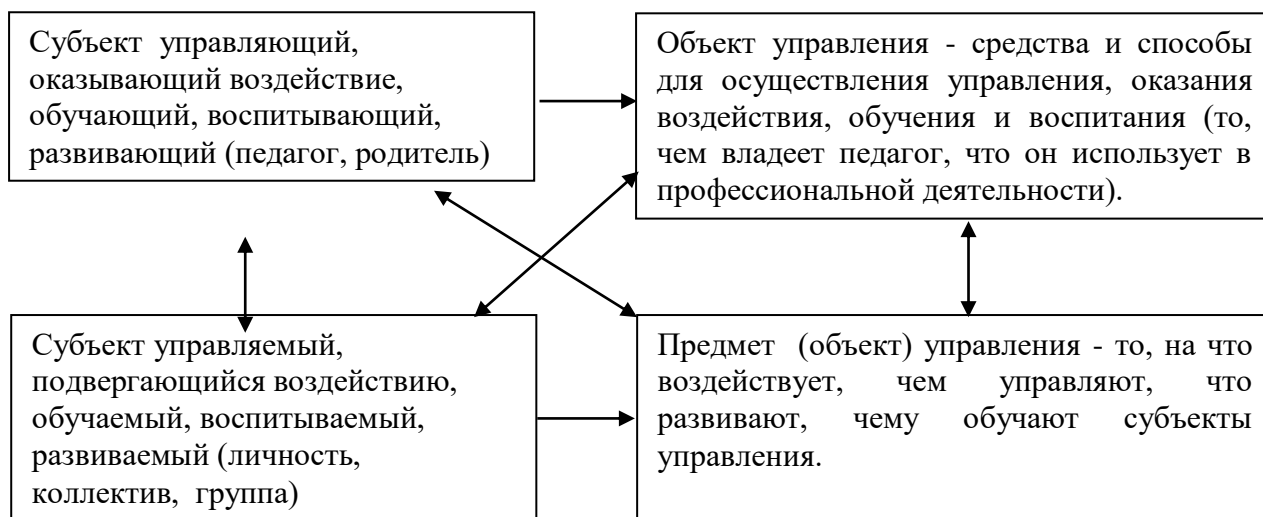 Субъект управляющий,
оказывающий воздействие,
обучающий, воспитывающий,
развивающий (педагог, родитель)
Объект управления - средства и способы
для осуществления управления, оказания
воздействия, обучения и воспитания (то,
чем владеет педагог, что он использует в
профессиональной деятельности).
Субъект управляемый,
подвергающийся воздействию,
обучаемый, воспитываемый,
развиваемый (личность,
коллектив, группа)
Предмет (объект) управления - то, на что
воздействует, чем управляют, что
развивают, чему обучают субъекты
управления.